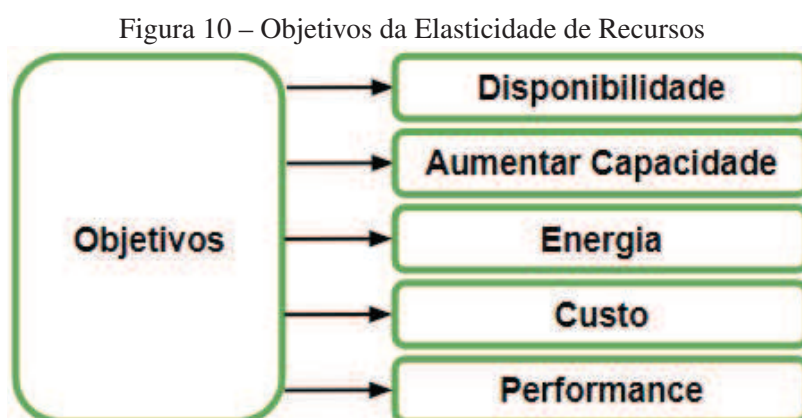 Figura 10 – Objetivos da Elasticidade de Recursos
Objetivos
Disponibilidade
Aumentar Capacidade
Energia
Custo
Performance